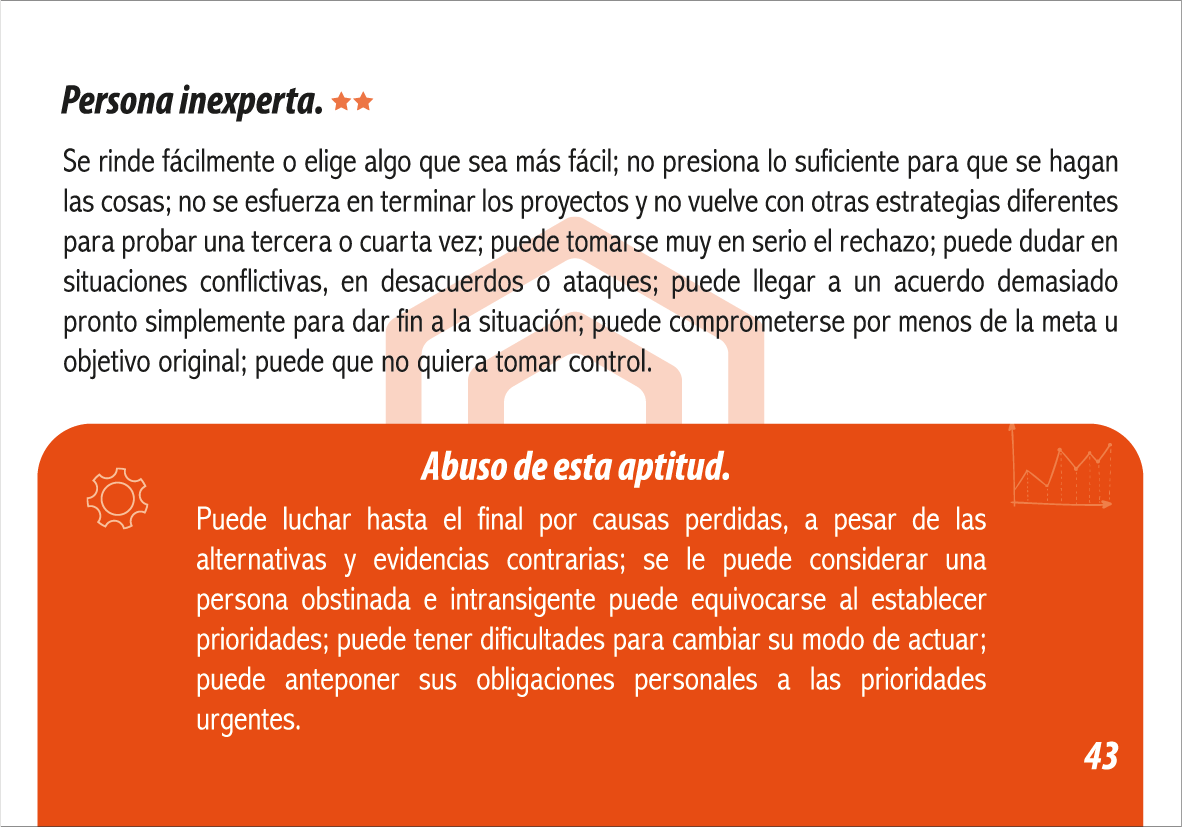 Persona inexperta.
Se rinde fácilmente o elige algo que sea más fácil; no presiona lo suficiente para que se hagan
las cosas; no se esfuerza en terminar los proyectos y no vuelve con otras estrategias diferentes
para probar una tercera o cuarta vez; puede tomarse muy en serio el rechazo; puede dudar en
situaciones conflictivas, en desacuerdos o ataques; puede llegar a un acuerdo demasiado
pronto simplemente para dar fin a la situación; puede comprometerse por menos de la meta u
objetivo original; puede que no quiera tomar control.
Abuso de esta aptitud.
Puede luchar hasta el final por causas perdidas, a pesar de las
alternativas y evidencias contrarias; se le puede considerar una
persona obstinada e intransigente puede equivocarse al establecer
prioridades; puede tener dificultades para cambiar su modo de actuar;
puede anteponer sus obligaciones personales a las prioridades
urgentes.
43